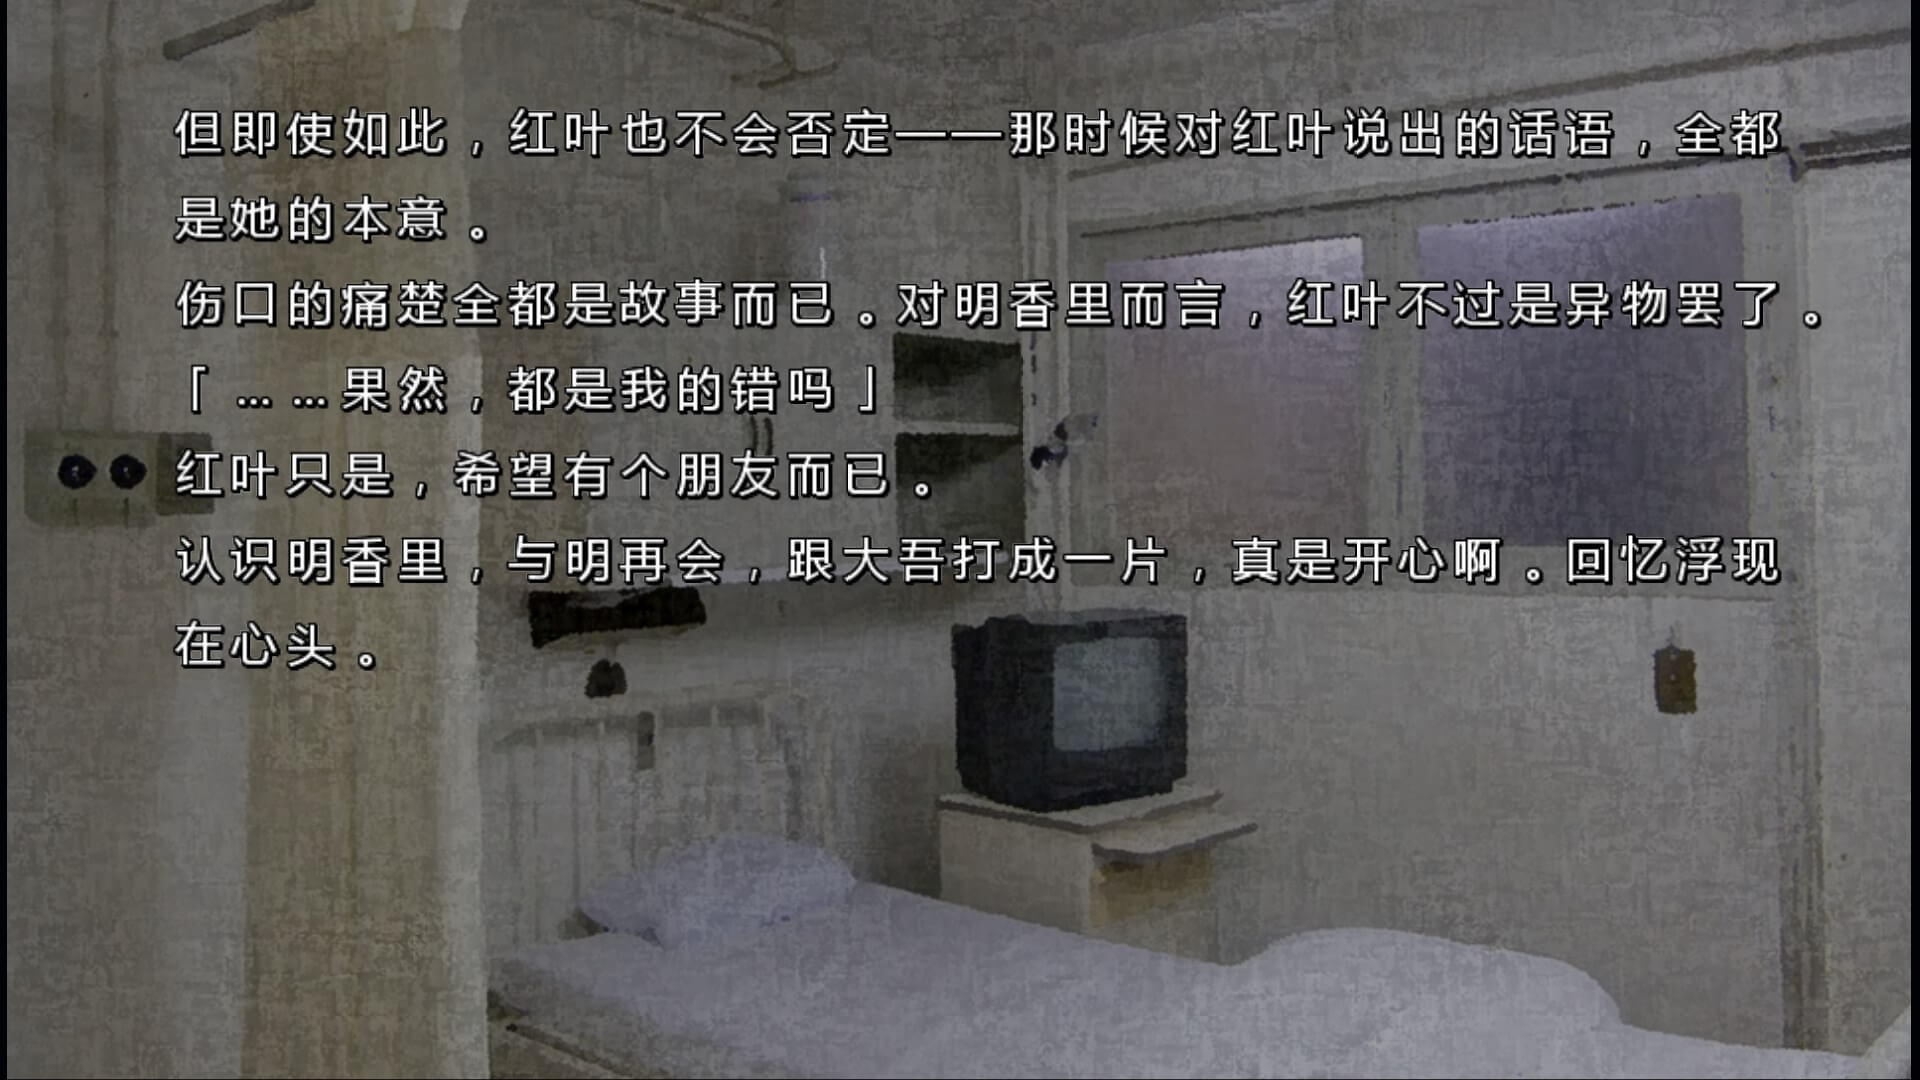 但即使如此，红叶也不会否定——那时候对红叶说出的话语，全都
是她的本意。
伤口的痛楚全都是故事而已。对明香里而言，红叶不过是异物罢了。
「……果然，都是我的错吗」
红叶只是，希望有个朋友而已。
认识明香里，与明再会，跟大吾打成一片，真是开心啊。回忆浮现
在心头。